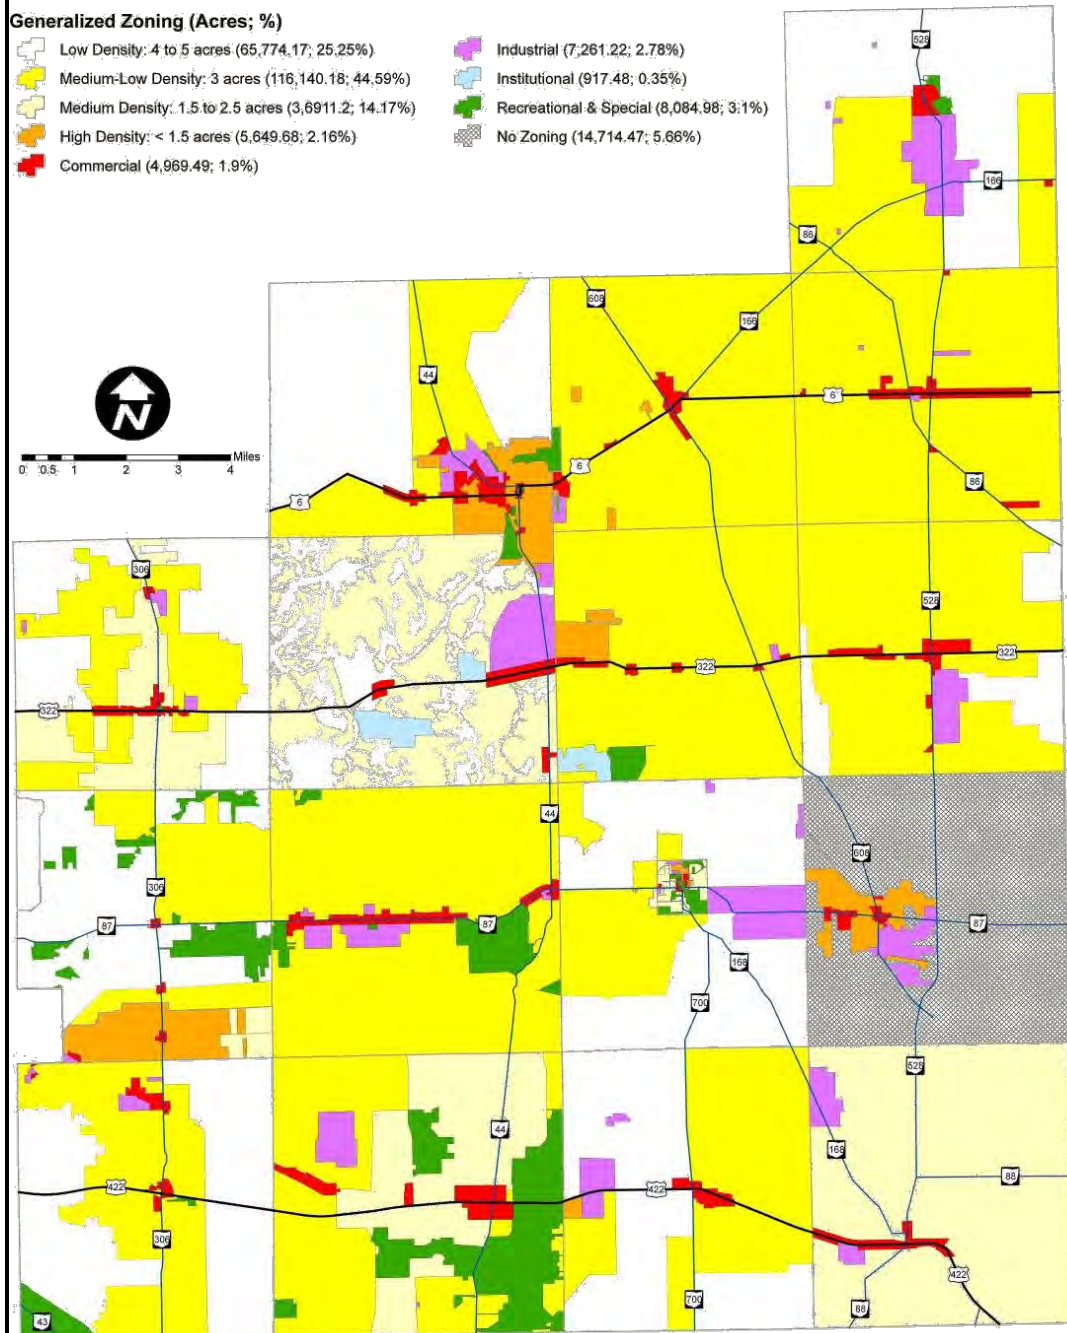 Generalized Zoning (Acres; %)
Low Density: 4 to 5 acres (65,774.17; 25.25%)
Medium-Low Density: 3 acres (116,140.18; 44.59%)
Medium Density: 1.5 to 2.5 acres (3,6911.2; 14.17%)
High Density: < 1.5 acres (5,649.68; 2.16%)
Commercial (4,969.49; 1.9%)
Industrial (7,261.22; 2.78%)
Institutional (917.48; 0.35%)
Recreational & Special (8,084.98; 3.1%)
No Zoning (14,714.47; 5.66%)
528
166
86
608
166
44
6
N
Miles
0 0.5 1 2 3 4
6
6
86
306
528
322
322
322
44
608
306
87
87
87
168
700
528
44
168
88
422
422
306
422
700
88
43